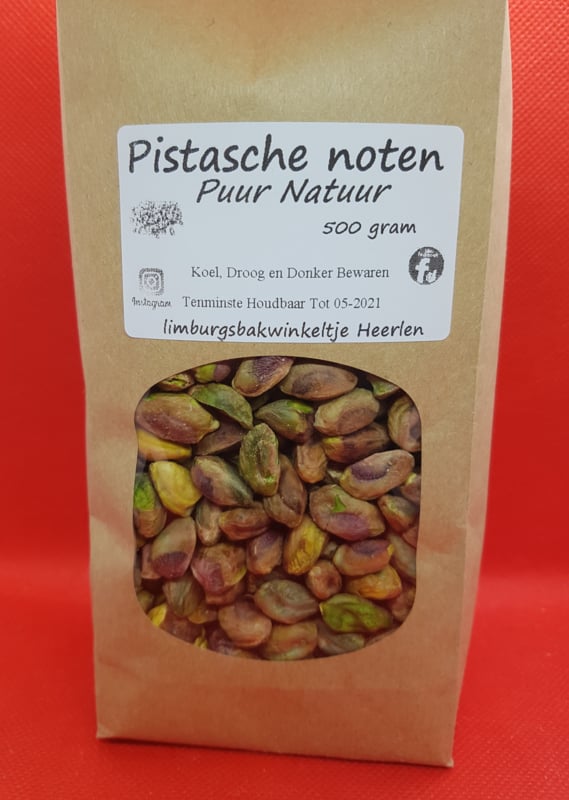 Pistasche noten
Puur Natuur
500 gram
Koel, Droog en Donker Bewaren
Instagram
Tenminste Houdbaar Tot 05-2021
limburgsbakwinkeltje Heerlen